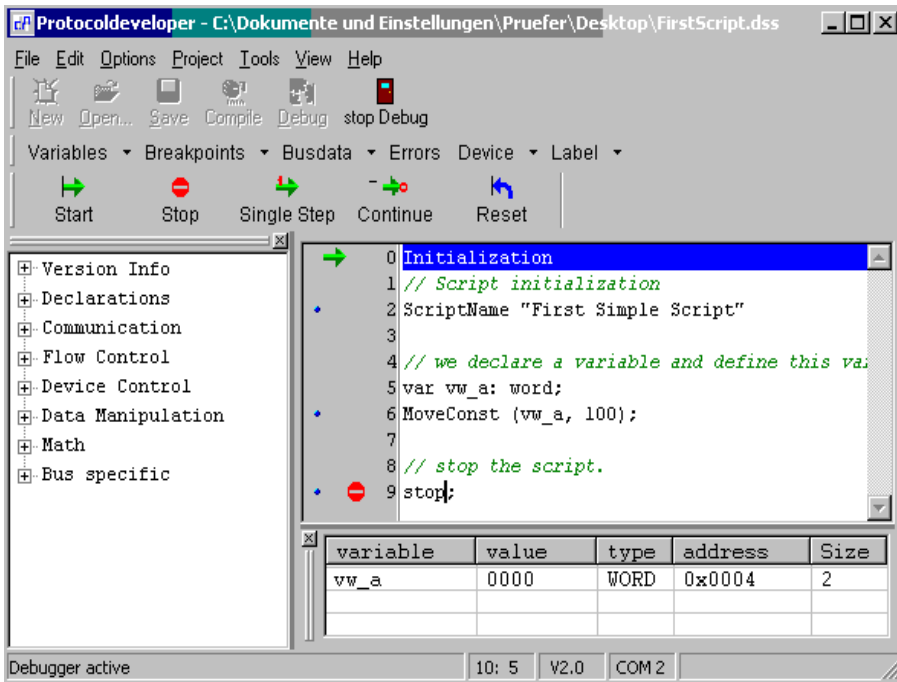 Protocoldeveloper - C:\Dokumente und Einstellungen\Pruefer\Desktop\FirstScript.dss
File Edit Options Project Tools View Help
New Open... Save Compile Debug stop Debug
Variables Breakpoints Busdata Errors Device Label
Start Stop Single Step Continue Reset
Version Info
Declarations
Communication
Flow Control
Device Control
Data Manipulation
Math
Bus specific
0 Initialization
1 // Script initialization
2 ScriptName "First Simple Script"
3
4 // we declare a variable and define this var
5 var vw_a: word;
6 MoveConst (vw_a, 100);
7
8 // stop the script.
9 stop;
variable value type address Size
vw_a 0000 WORD 0x0004 2
Debugger active 10: 5 V2.0 COM 2